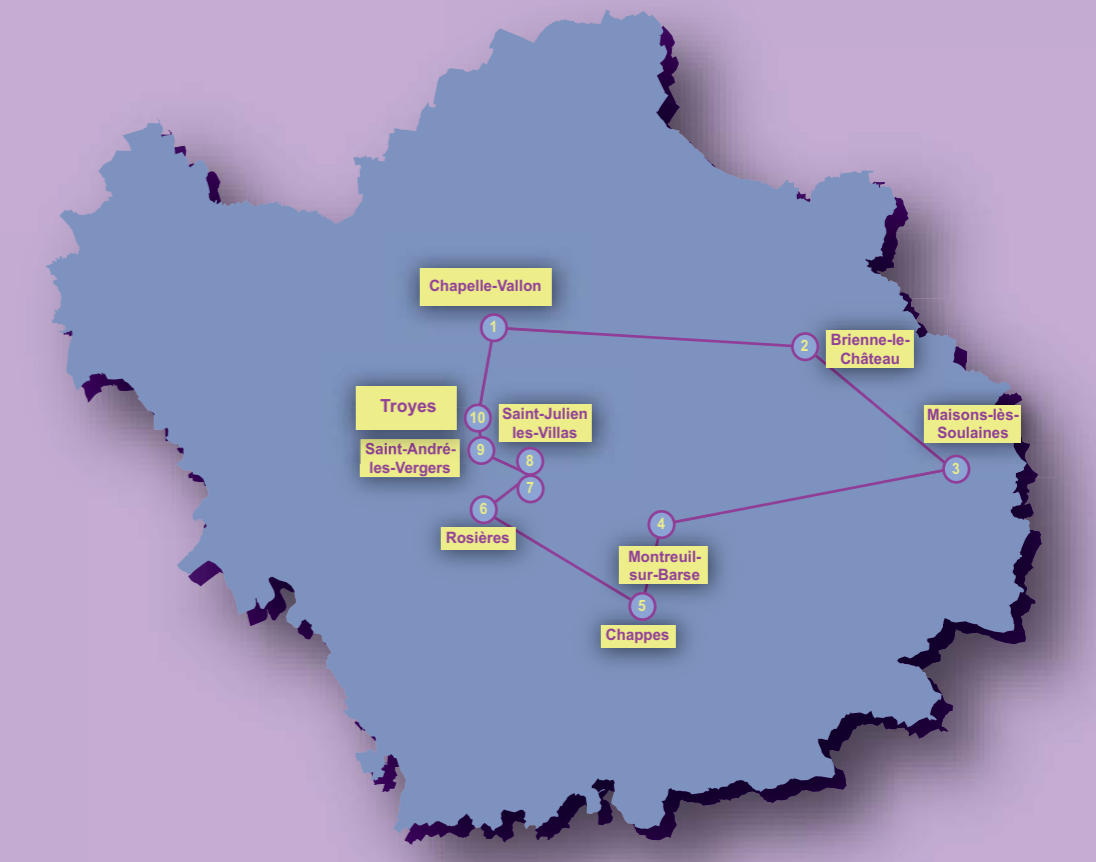 Chapelle-Vallon
1
2
Brienne-le-
Château
Troyes
10
Saint-Julien
les-Villas
Maisons-lès-
Soulaines
Saint-André-
les-Vergers
9
8
3
7
6
Rosières
4
Montreuil-
sur-Barse
5
Chappes